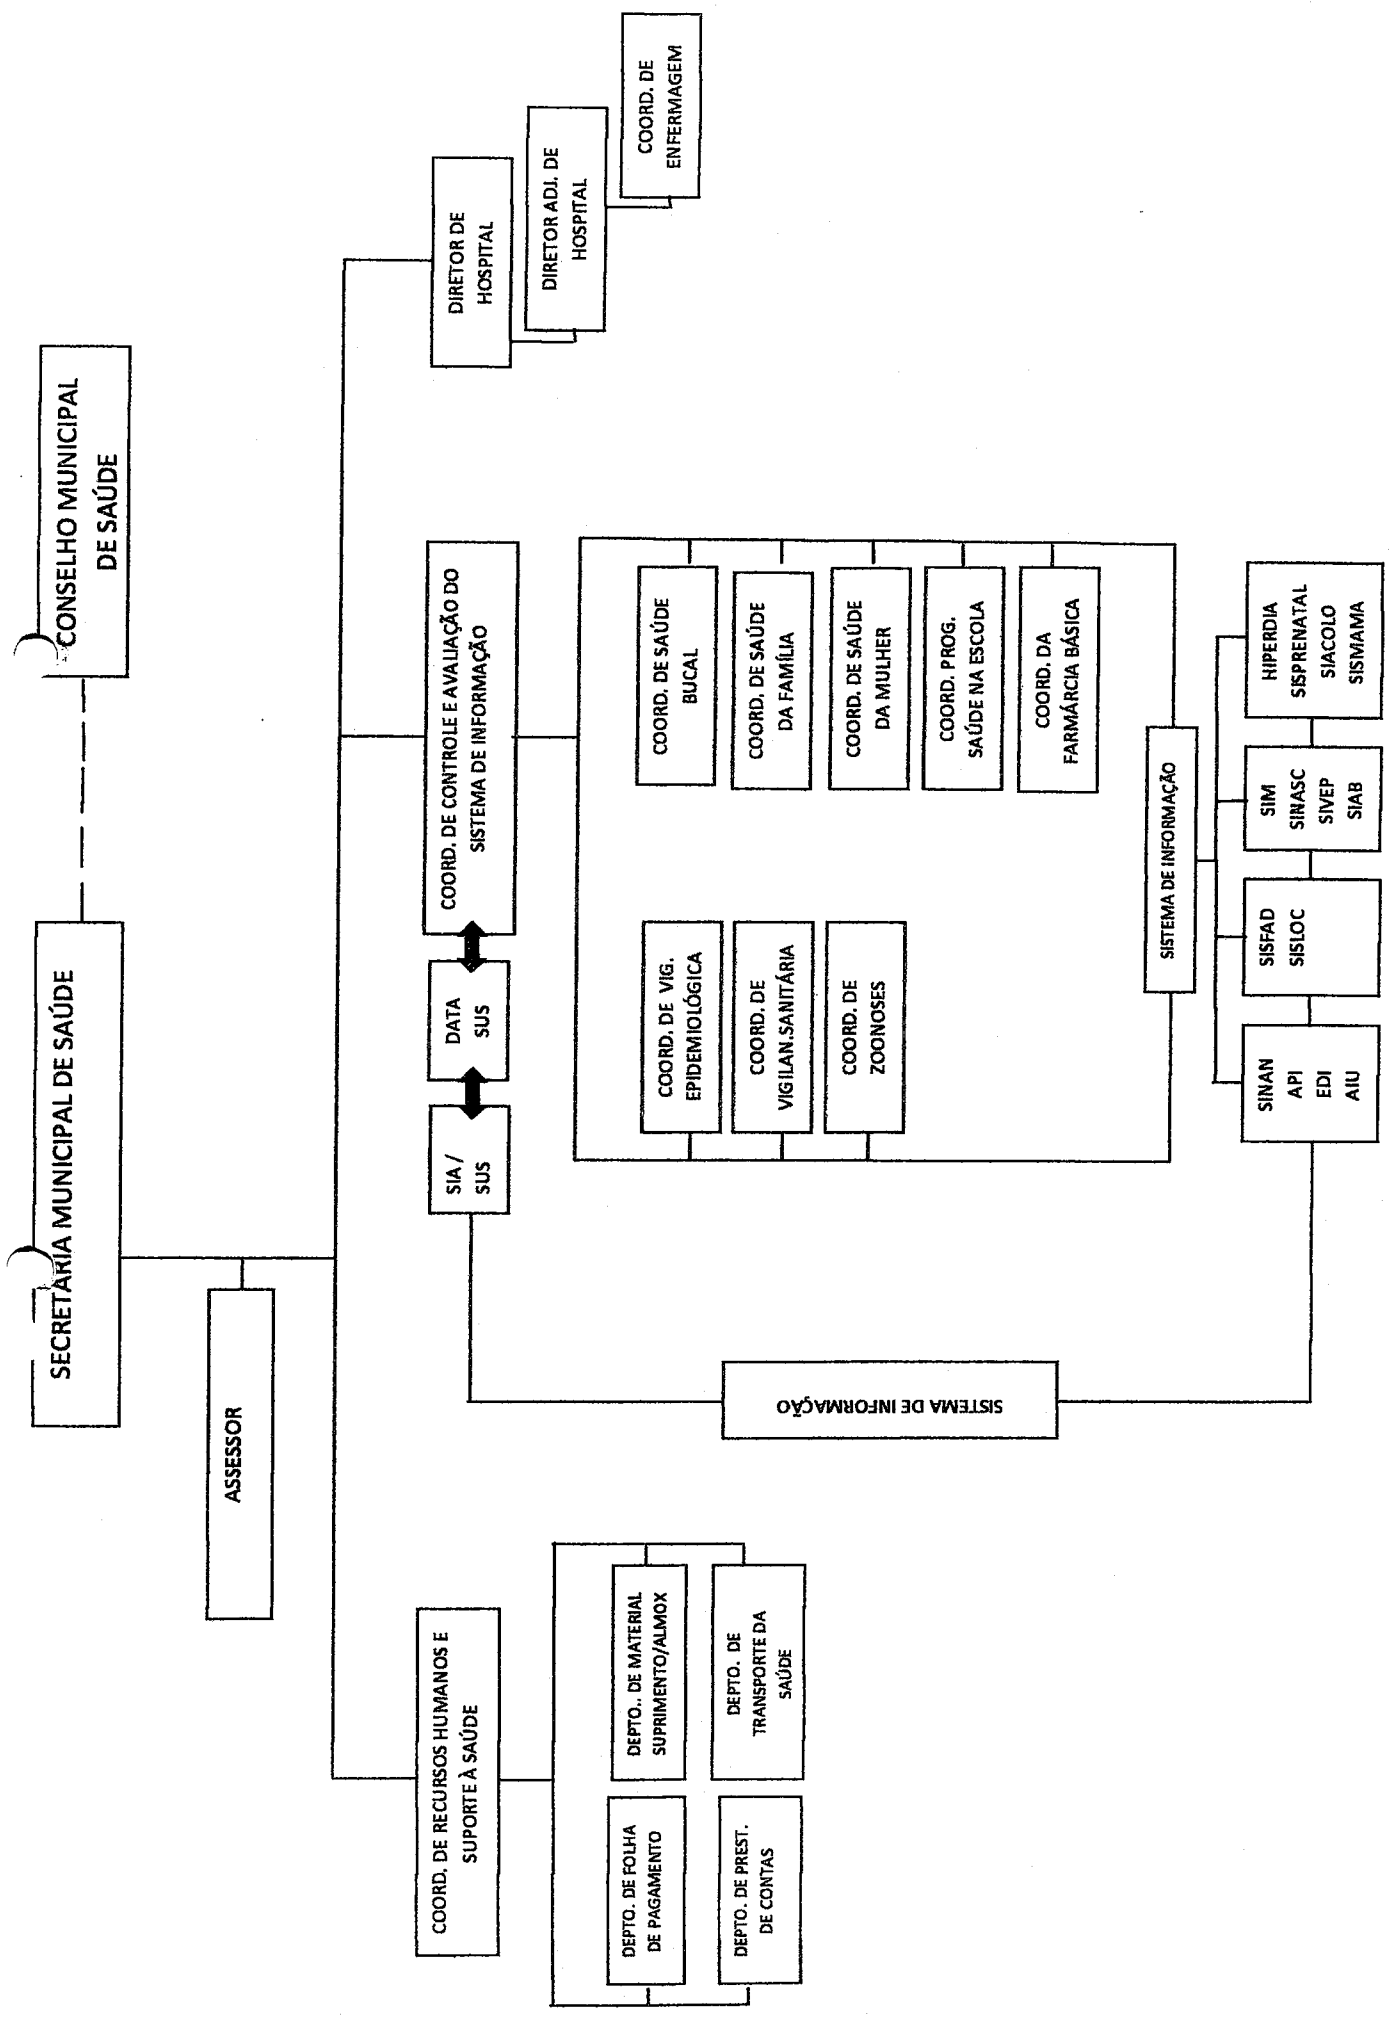 SECRETARIA MUNICIPAL DE SAÚDE
CONSELHO MUNICIPAL
DE SAÚDE
ASSESSOR
COORD. DE RECURSOS HUMANOS E
SUPORTE À SAÚDE
DEPTO. DE FOLHA
DE PAGAMENTO
DEPTO.. DE MATERIAL
SUPRIMENTO/ALMOX
DEPTO. DE PREST.
DE CONTAS
DEPTO. DE
TRANSPORTE DA
SAÚDE
SISTEMA DE INFORMAÇÃO
SIA /
SUS
DATA
SUS
COORD. DE CONTROLE E AVALIAÇÃO DO
SISTEMA DE INFORMAÇÃO
COORD. DE VIG.
EPIDEMIOLÓGICA
COORD. DE
VIGILAN.SANITÁRIA
COORD. DE
ZOONOSES
COORD. DE SAÚDE
BUCAL
COORD. DE SAÚDE
DA FAMÍLIA
COORD. DE SAÚDE
DA MULHER
COORD. PROG.
SAÚDE NA ESCOLA
COORD. DA
FARMÁRCIA BÁSICA
SISTEMA DE INFORMAÇÃO
SINAN
API
EDI
AIU
SISFAD
SISLOC
SIM
SINASC
SIVEP
SIAB
HIPERDIA
SISPRENATAL
SIACOLO
SISMAMA
DIRETOR DE
HOSPITAL
DIRETOR ADJ. DE
HOSPITAL
COORD. DE
ENFERMAGEM